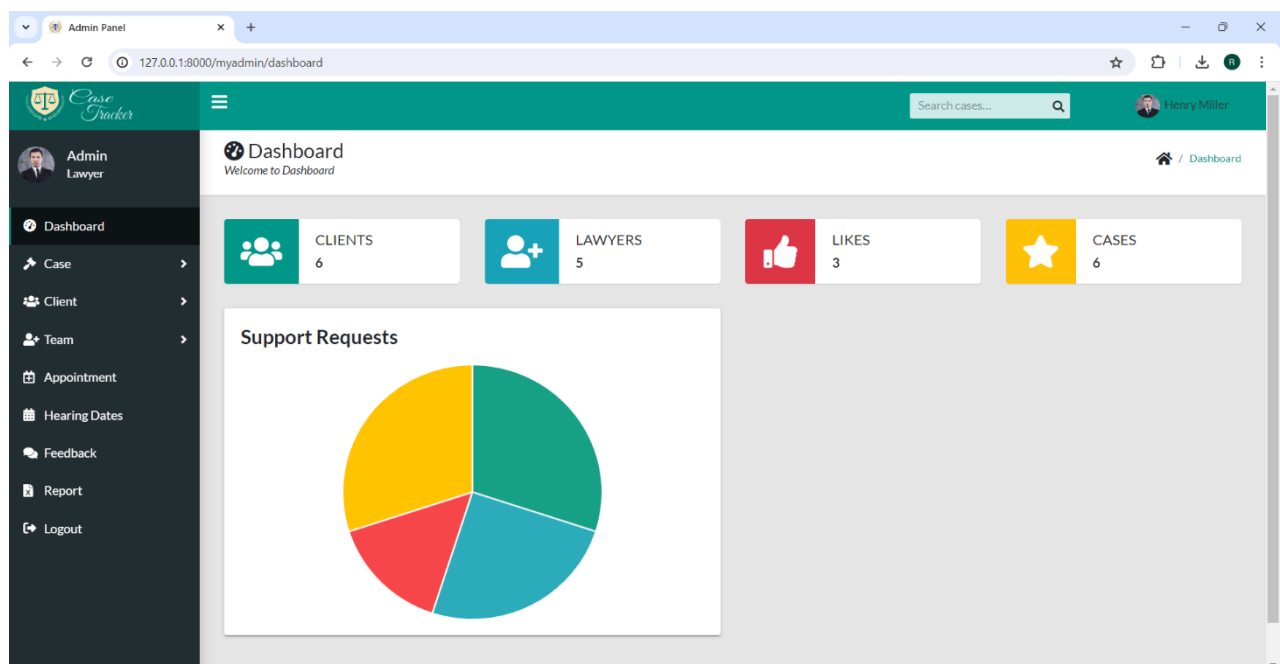 Admin Panel
127.0.0.1:8000/myadmin/dashboard
R
Case
Tracker
Search cases...
Henry Miller
Admin
Lawyer
Dashboard
Welcome to Dashboard
/ Dashboard
Dashboard
Case
Client
Team
Appointment
Hearing Dates
Feedback
Report
Logout
CLIENTS
6
LAWYERS
5
LIKES
3
CASES
6
Support Requests